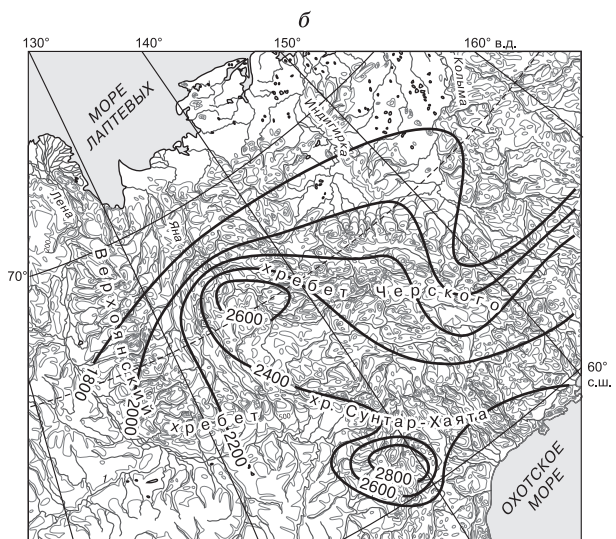 б
130°
140°
150°
160° в.д.
МОРЕ
ЛАПТЕВЫХ
Колыма
Индигирка
Лена
Яна
70°
Верхоянский
хребет
хребет Черского
2600
2400
1800
2000
2200
хр. Сунтар-Хаята
500
2800
2600
60°
с.ш.
ОХОТСКОЕ
МОРЕ